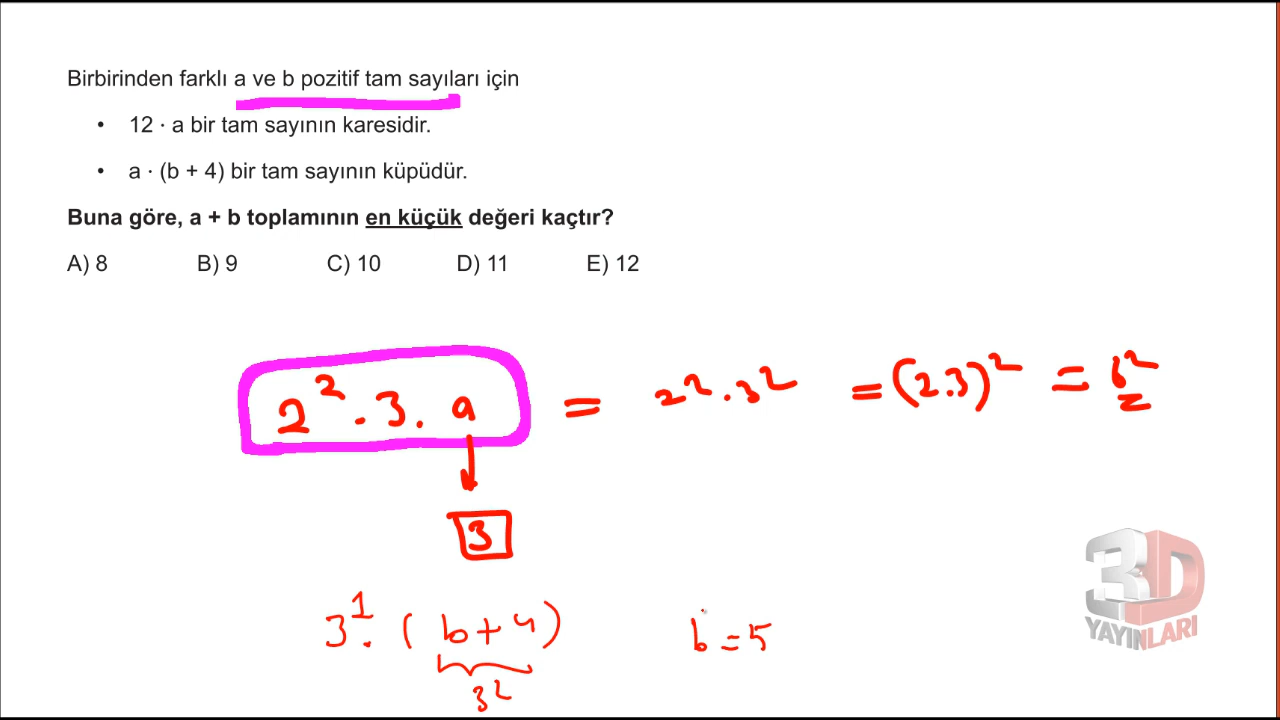 Birbirinden farklı a ve b pozitif tam sayıları için
• 12 · a bir tam sayının karesidir.
• a · (b + 4) bir tam sayının küpüdür.
Buna göre, a + b toplamının en küçük değeri kaçtır?
A) 8 B) 9 C) 10 D) 11 E) 12
2² · 3 . a = 2² . 3² = (2.3)² = 6²
3
3¹ . (b + 4) b = 5
3²
3D
YAYINLARI